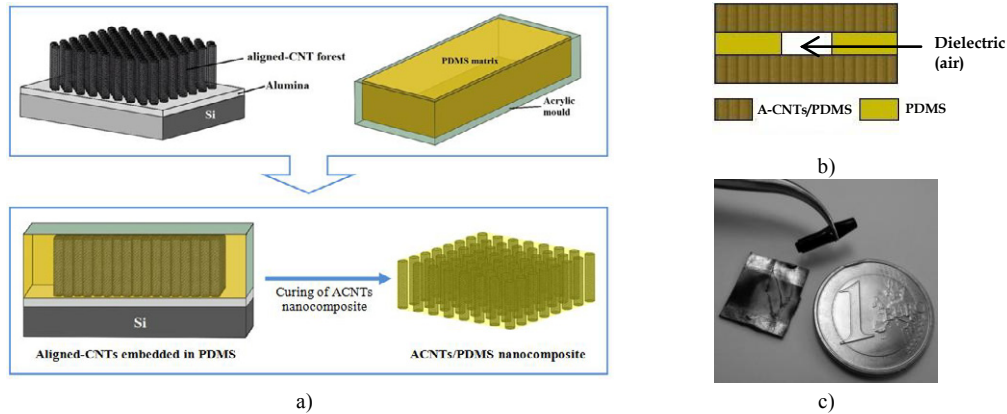 aligned-CNT forest
Alumina
Si
PDMS matrix
Acrylic
mould
Si
Aligned-CNTs embedded in PDMS
Curing of ACNTs
nanocomposite
ACNTs/PDMS nanocomposite
a)
Dielectric
(air)
A-CNTs/PDMS
PDMS
b)
1
c)